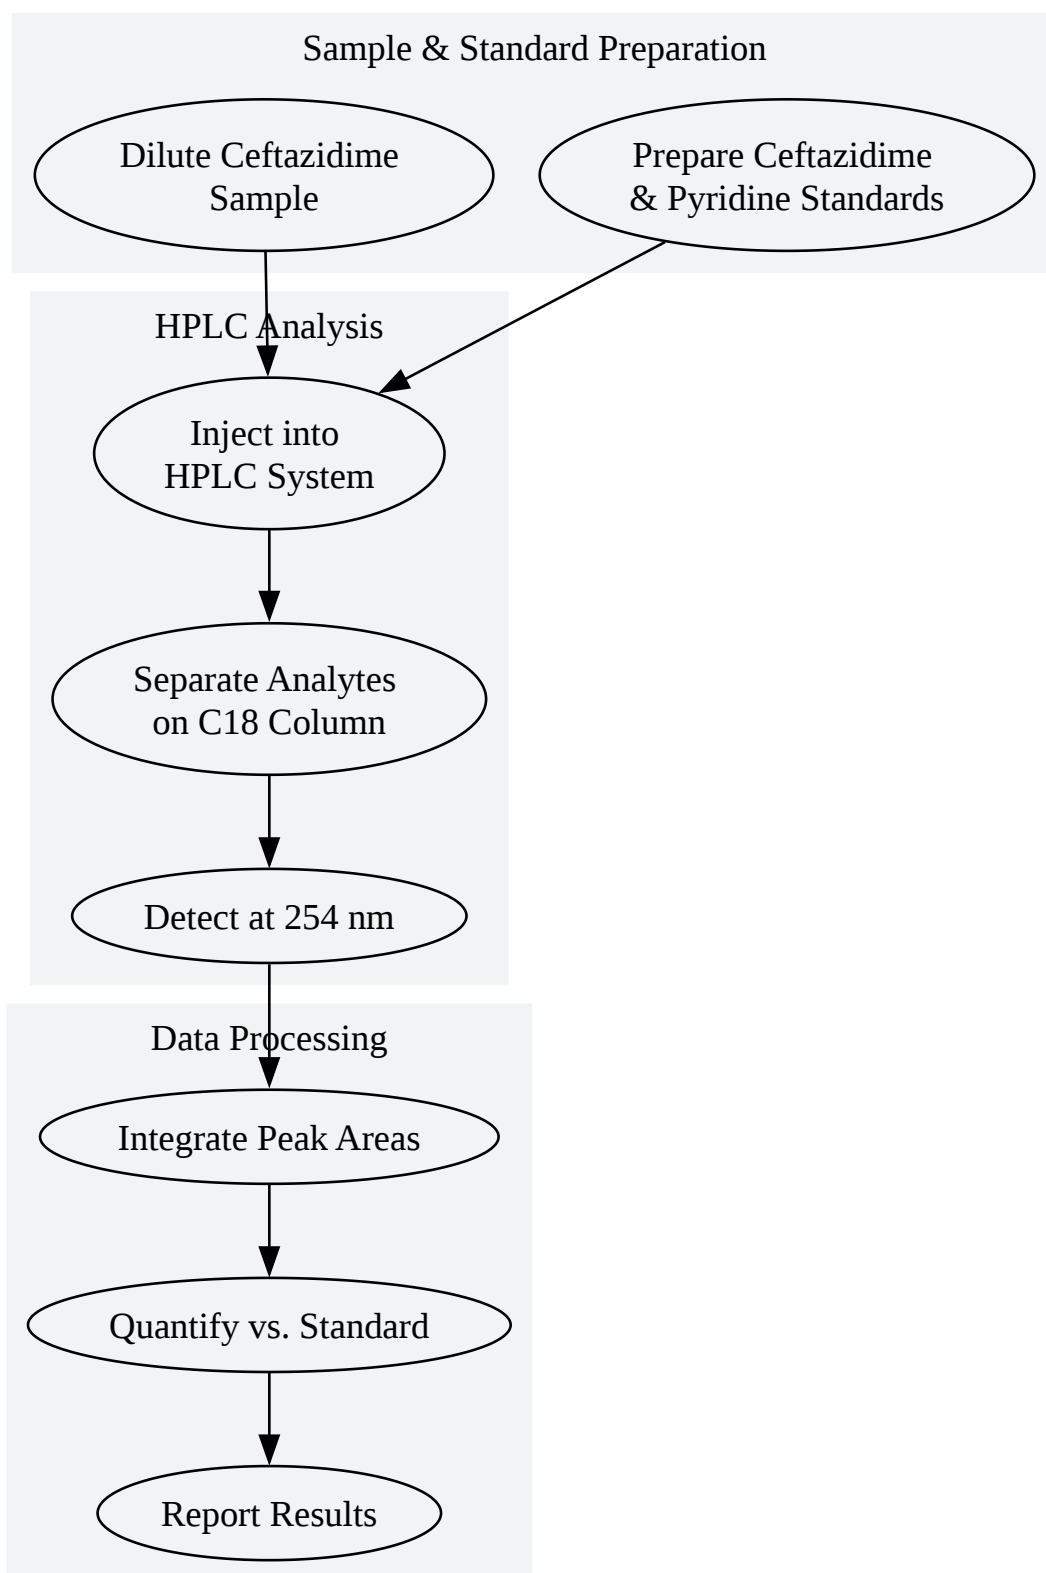 Sample & Standard Preparation
Dilute Ceftazidime
Sample
Prepare Ceftazidime
& Pyridine Standards
HPLC Analysis
Inject into
HPLC System
Separate Analytes
on C18 Column
Detect at 254 nm
Data Processing
Integrate Peak Areas
Quantify vs. Standard
Report Results